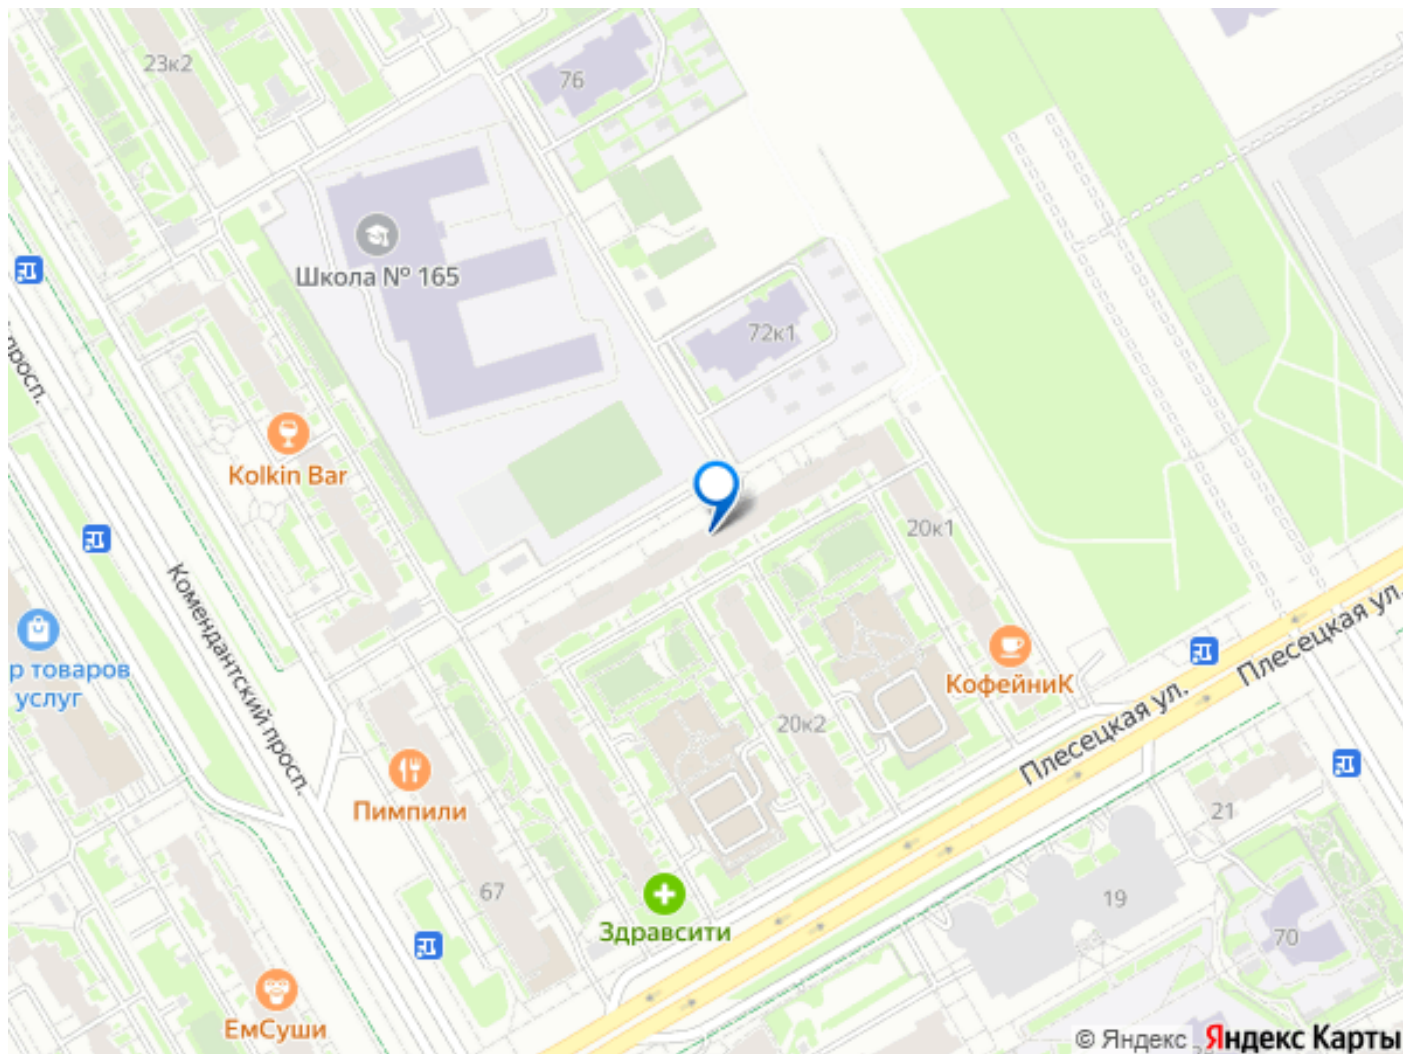 23к2
76
Школа № 165
72к1
просп.
Kolkin Bar
20к1
Комендантский просп.
р товаров
услуг
КофейниК
Плесецкая ул.
Плесецкая ул.
20к2
Пимпили
21
67
19
Здравсити
70
ЕмСуши
© Яндекс Яндекс Карты